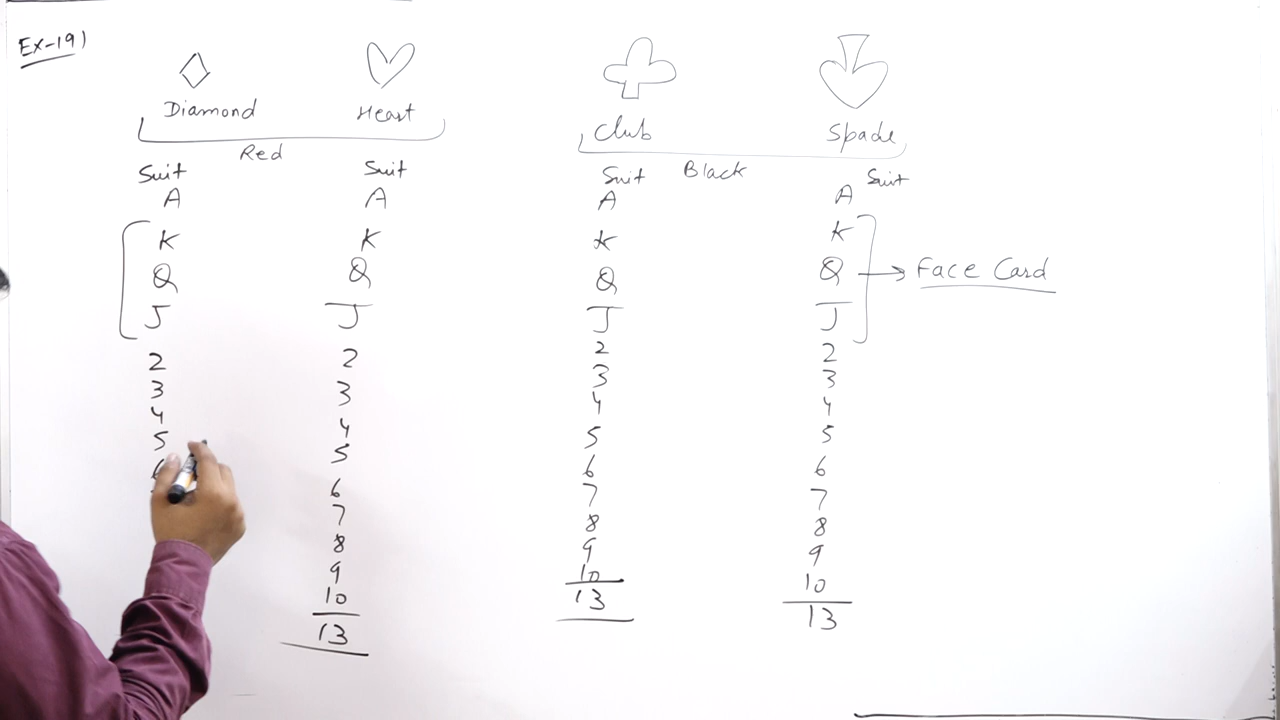 Ex-19)
Diamond Heart Club Spade
Red Black
Suit Suit Suit Suit
A A A A
K K K K
Q Q Q Q → Face Card
J J J J
2 2 2 2
3 3 3 3
4 4 4 4
5 5 5 5
6 6 6 6
7 7 7
8 8 8
9 9 9
10 10 10
13 13 13